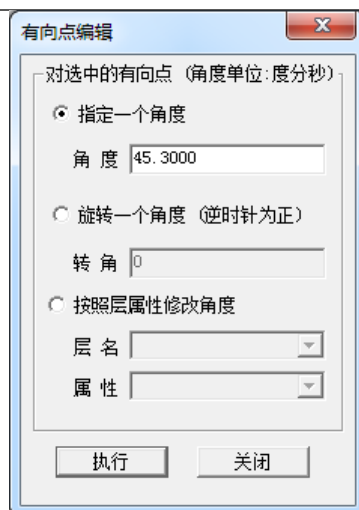 有向点编辑
对选中的有向点（角度单位:度分秒）
指定一个角度
角 度 45.3000
旋转一个角度（逆时针为正）
转 角 0
按照层属性修改角度
层 名
属 性
执行 关闭